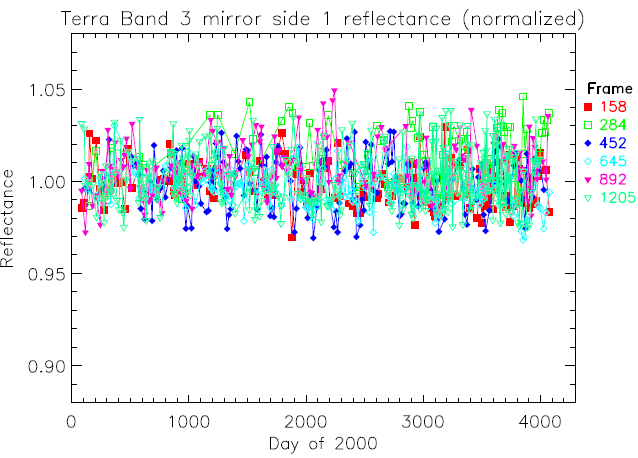 Terra Band 3 mirror side 1 reflectance (normalized)
1.05
1.00
0.95
0.90
Reflectance
0 1000 2000 3000 4000
Day of 2000
Frame
158
284
452
645
892
1205